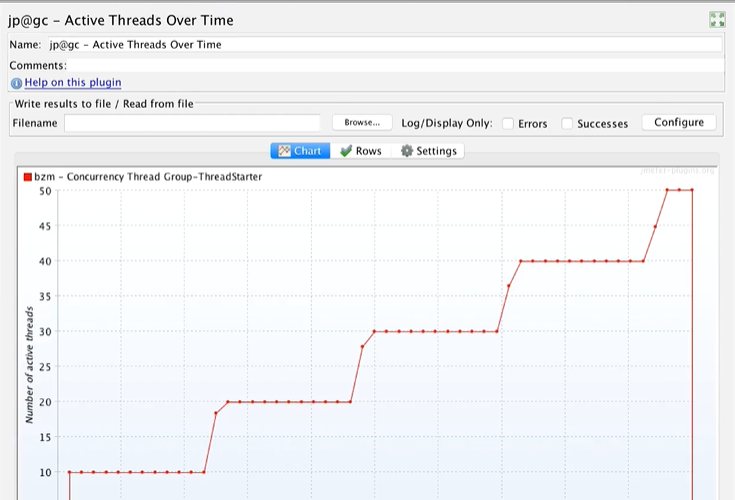 jp@gc – Active Threads Over Time
Name: jp@gc – Active Threads Over Time
Comments:
Help on this plugin
Write results to file / Read from file
Filename Browse... Log/Display Only: Errors Successes Configure
Chart Rows Settings
jmeter-plugins.org
bzm – Concurrency Thread Group-ThreadStarter
50
45
40
35
30
25
20
15
10
Number of active threads